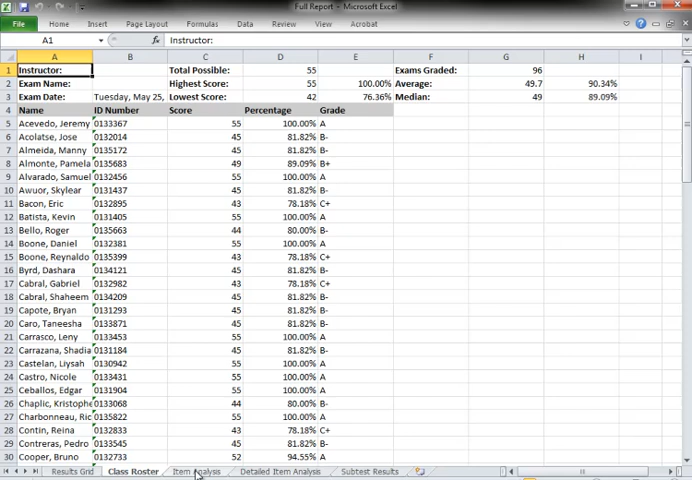 Full Report - Microsoft Excel
File Home Insert Page Layout Formulas Data Review View Acrobat
A1 fx Instructor:
A B C D E F G H I
1 Instructor: Total Possible: 55 Exams Graded: 96
2 Exam Name: Highest Score: 55 100.00% Average: 49.7 90.34%
3 Exam Date: Tuesday, May 25, Lowest Score: 42 76.36% Median: 49 89.09%
4 Name ID Number Score Percentage Grade
5 Acevedo, Jeremy 0133367 55 100.00% A
6 Acolatse, Jose 0132014 45 81.82% B-
7 Almeida, Manny 0135172 45 81.82% B-
8 Almonte, Pamela 0135683 49 89.09% B+
9 Alvarado, Samuel 0132456 55 100.00% A
10 Awuor, Skylear 0131437 45 81.82% B-
11 Bacon, Eric 0132895 43 78.18% C+
12 Batista, Kevin 0131405 55 100.00% A
13 Bello, Roger 0135663 44 80.00% B-
14 Boone, Daniel 0132381 55 100.00% A
15 Boone, Reynaldo 0135399 43 78.18% C+
16 Byrd, Dashara 0134121 45 81.82% B-
17 Cabral, Gabriel 0132982 43 78.18% C+
18 Cabral, Shaheem 0134209 45 81.82% B-
19 Capote, Bryan 0131293 45 81.82% B-
20 Caro, Taneesha 0133871 45 81.82% B-
21 Carrasco, Leny 0133453 55 100.00% A
22 Carrazana, Shadia 0131184 45 81.82% B-
23 Castelan, Liysah 0130942 55 100.00% A
24 Castro, Nicole 0133431 55 100.00% A
25 Ceballos, Edgar 0131904 55 100.00% A
26 Chaplic, Kristophe 0133068 44 80.00% B-
27 Charbonneau, Ric 0135822 55 100.00% A
28 Contin, Reina 0132833 43 78.18% C+
29 Contreras, Pedro 0133545 45 81.82% B-
30 Cooper, Bruno 0132733 52 94.55% A
Results Grid Class Roster Item Analysis Detailed Item Analysis Subtest Results